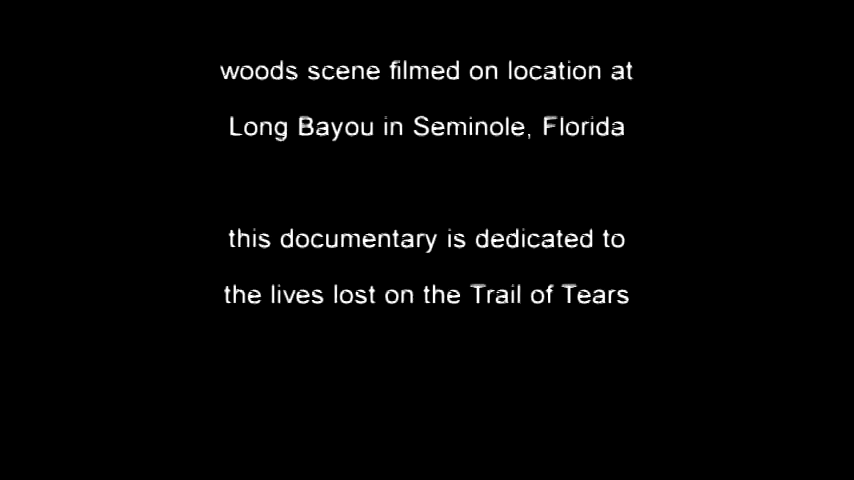 woods scene filmed on location at
Long Bayou in Seminole, Florida
this documentary is dedicated to
the lives lost on the Trail of Tears